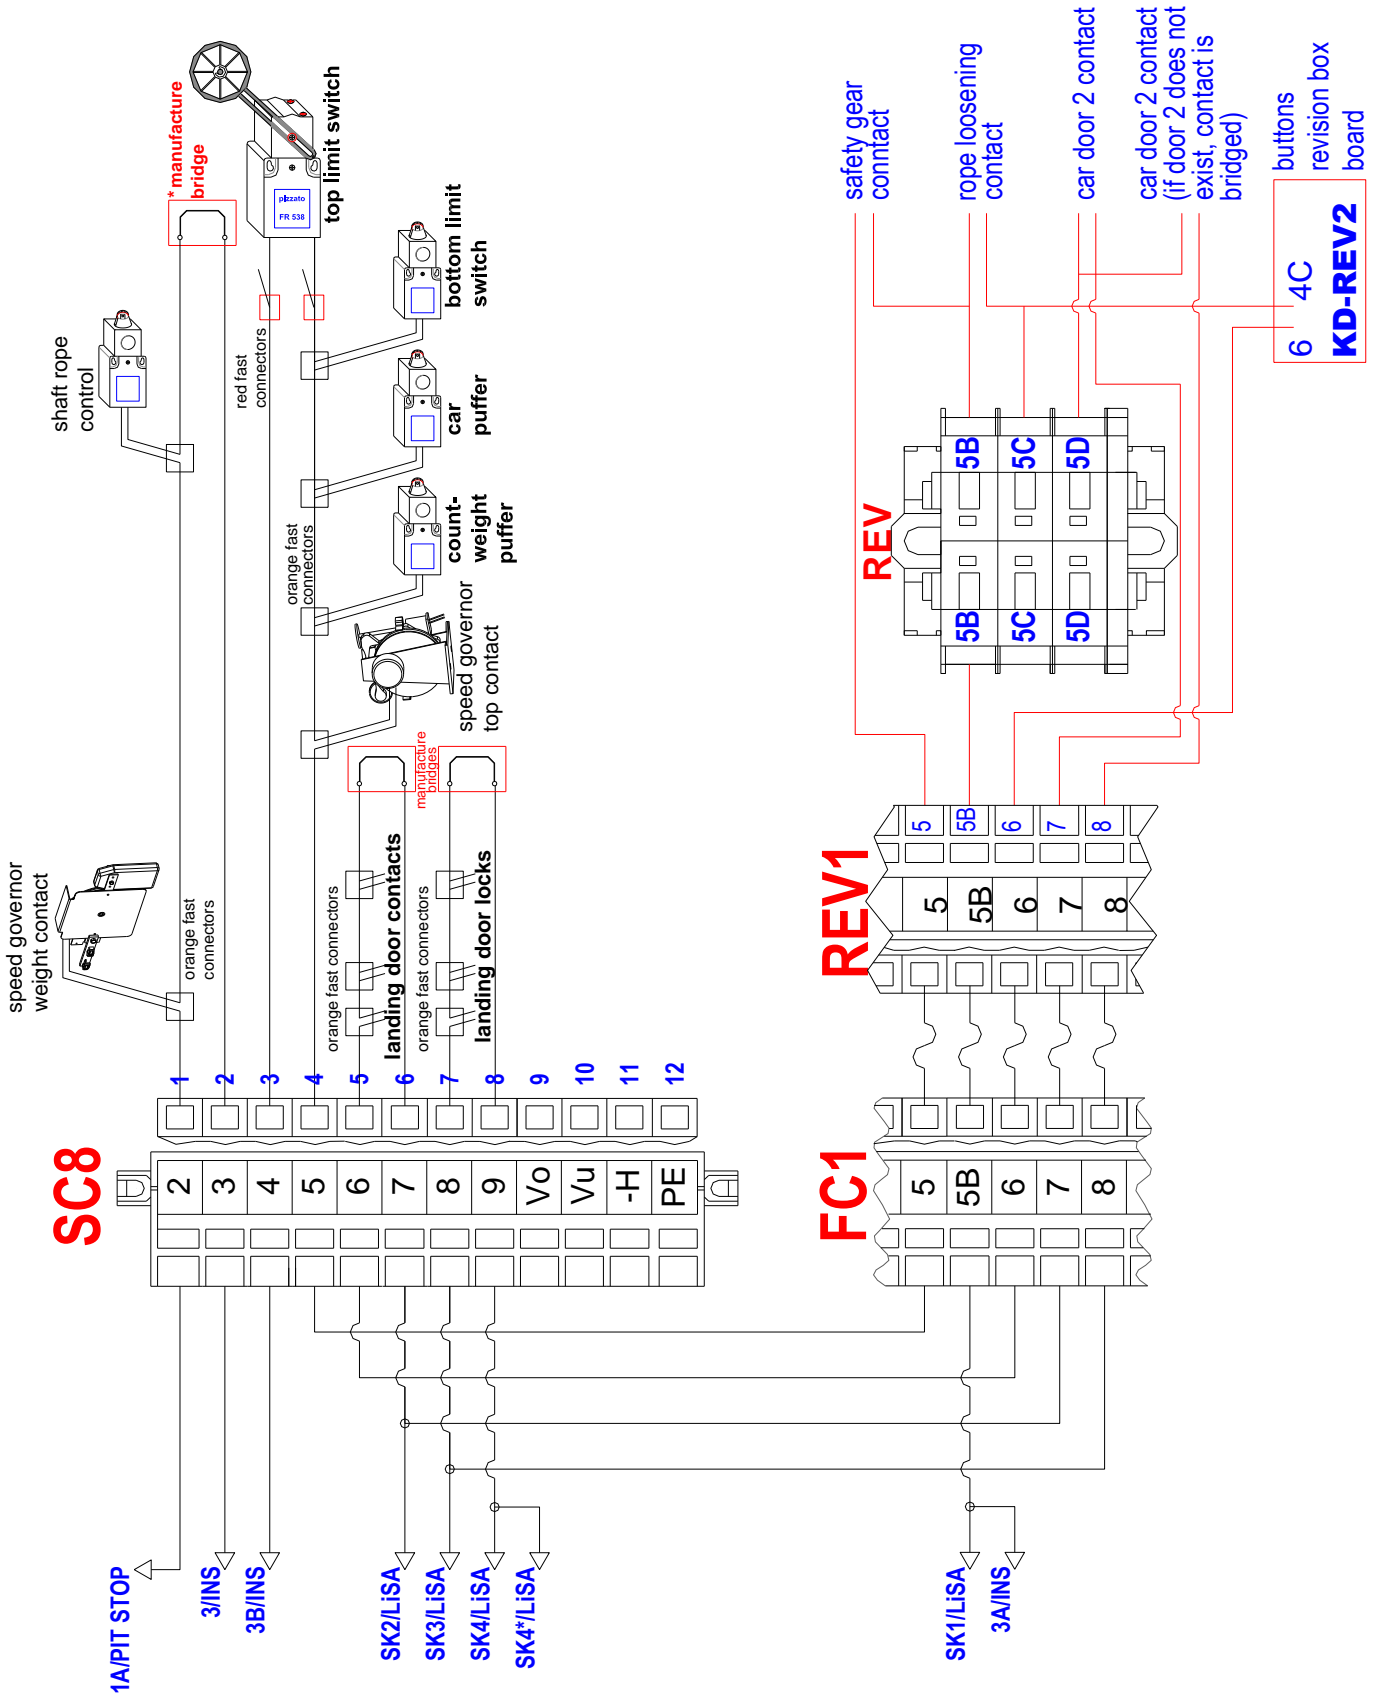 speed governor
weight contact
shaft rope
control
* manufacture
bridge
top limit switch
pizzato
FR 538
orange fast
connectors
red fast
connectors
orange fast
connectors
bottom limit
switch
car
puffer
count-
weight
puffer
speed governor
top contact
manufacture
bridges
orange fast connectors
landing door contacts
orange fast connectors
landing door locks
SC8
1
2
3
4
5
6
7
8
9
10
11
12
2
3
4
5
6
7
8
9
Vo
Vu
-H
PE
1A/PIT STOP
3/INS
3B/INS
SK2/LiSA
SK3/LiSA
SK4/LiSA
SK4*/LiSA
SK1/LiSA
3A/INS
FC1
5
5B
6
7
8
REV1
5
5B
6
7
8
5
5B
6
7
8
REV
5B
5C
5D
5B
5C
5D
safety gear
conntact
rope loosening
contact
car door 2 contact
car door 2 contact
(if door 2 does not
exist, contact is
bridged)
buttons
revision box
board
6 4C
KD-REV2